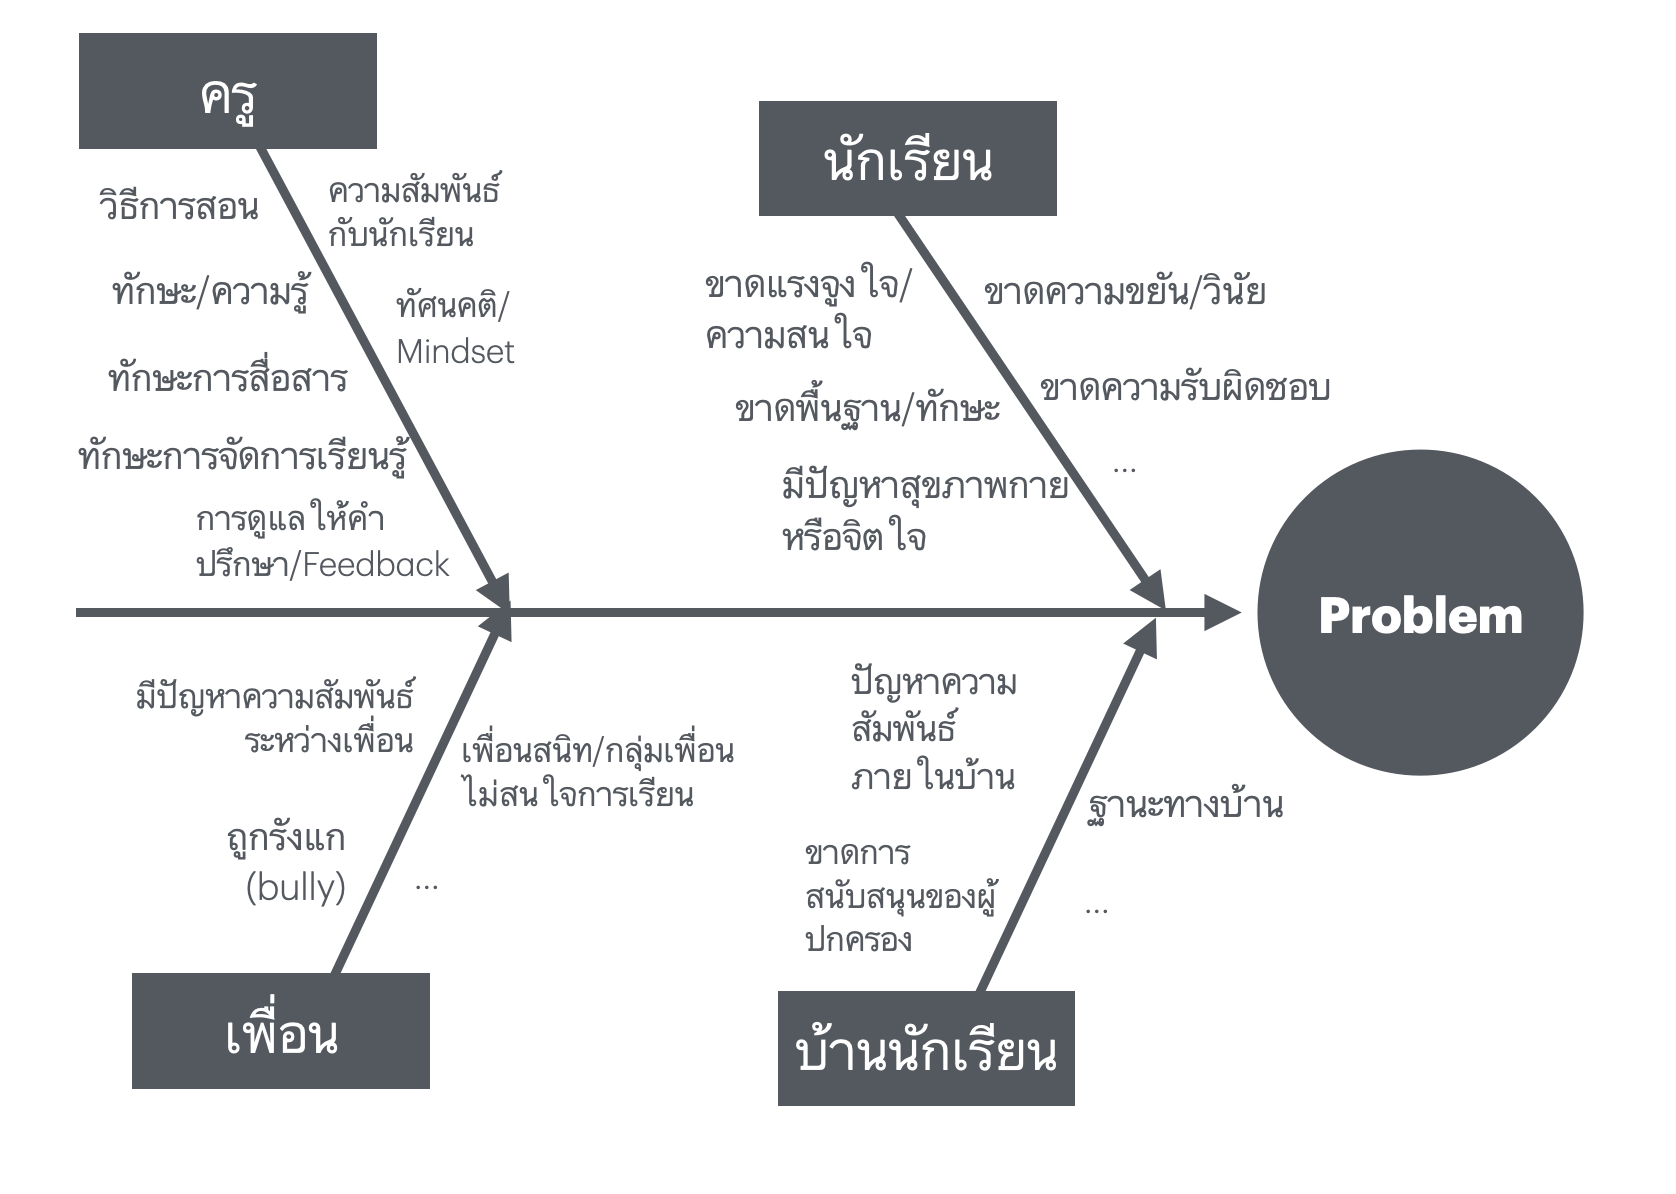 ครู
วิธีการสอน
ความสัมพันธ์
กับนักเรียน
ทักษะ/ความรู้
ทัศนคติ/
Mindset
ทักษะการสื่อสาร
ทักษะการจัดการเรียนรู้
การดูแลให้คำ
ปรึกษา/Feedback
นักเรียน
ขาดแรงจูงใจ/
ความสนใจ
ขาดความขยัน/วินัย
ขาดพื้นฐาน/ทักษะ
ขาดความรับผิดชอบ
มีปัญหาสุขภาพกาย
หรือจิตใจ
...
Problem
มีปัญหาความสัมพันธ์
ระหว่างเพื่อน
เพื่อนสนิท/กลุ่มเพื่อน
ไม่สนใจการเรียน
ถูกรังแก
(bully)
...
เพื่อน
ปัญหาความ
สัมพันธ์
ภายในบ้าน
ฐานะทางบ้าน
ขาดการ
สนับสนุนของผู้
ปกครอง
...
บ้านนักเรียน